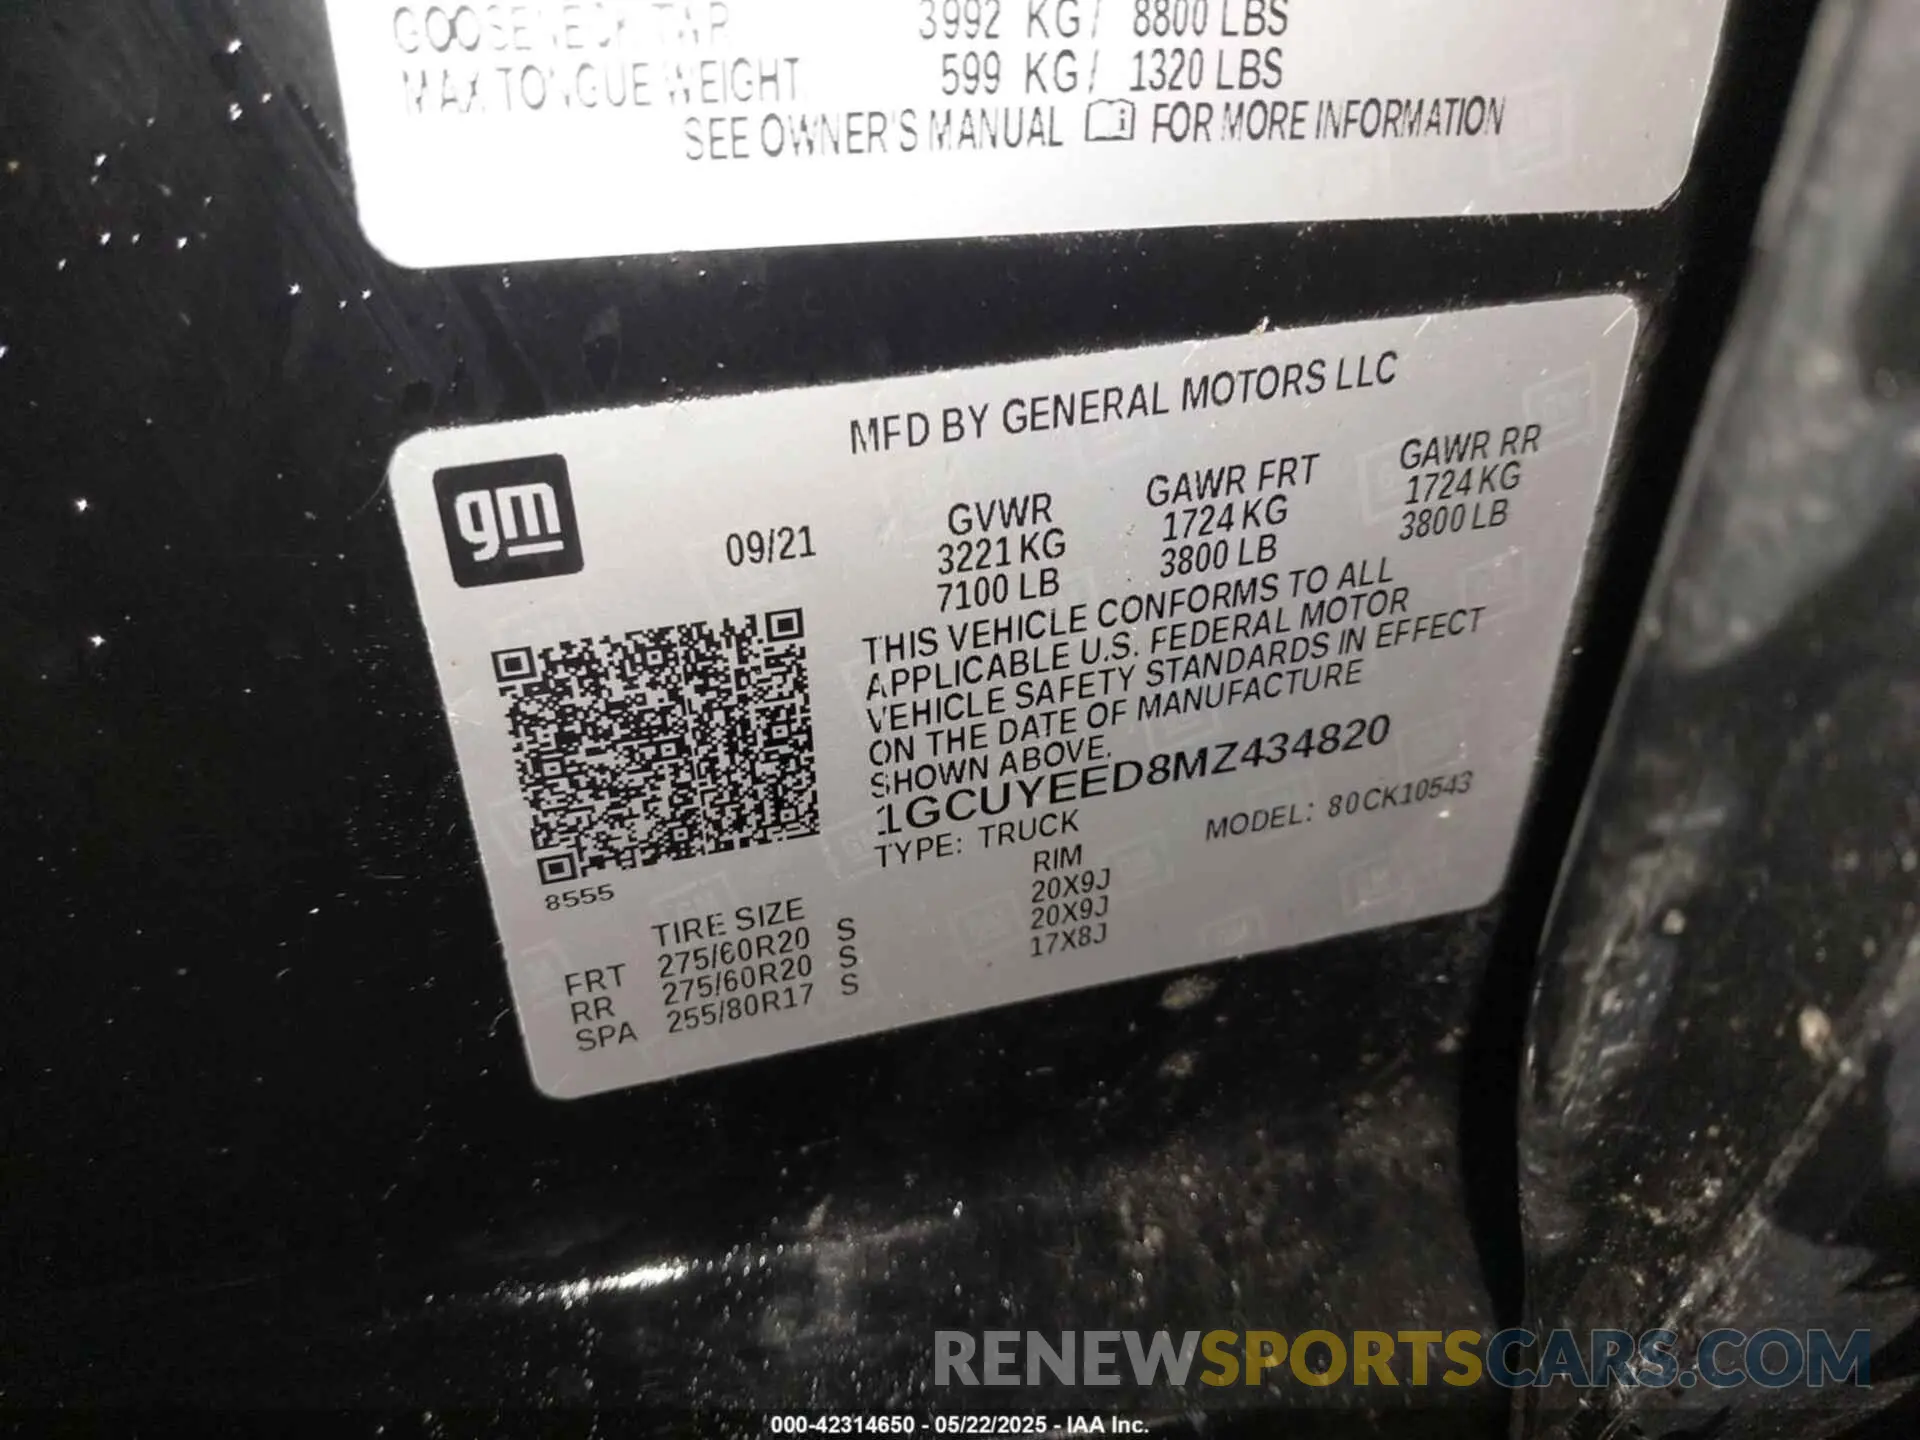 GOOSENECK TWR 3992 KG/ 8800 LBS
MAX TONGUE WEIGHT 599 KG/ 1320 LBS
SEE OWNER'S MANUAL FOR MORE INFORMATION
MFD BY GENERAL MOTORS LLC
gm
09/21
GVWR GAWR FRT GAWR RR
3221 KG 1724 KG 1724 KG
7100 LB 3800 LB 3800 LB
THIS VEHICLE CONFORMS TO ALL
APPLICABLE U.S. FEDERAL MOTOR
VEHICLE SAFETY STANDARDS IN EFFECT
ON THE DATE OF MANUFACTURE
SHOWN ABOVE.
1GCUYEED8MZ434820
TYPE: TRUCK MODEL: 80CK10543
8555
TIRE SIZE RIM
FRT 275/60R20 S 20X9J
RR 275/60R20 S 20X9J
SPA 255/80R17 S 17X8J
RENEWSPORTSCARS.COM
000-42314650 - 05/22/2025 - IAA Inc.